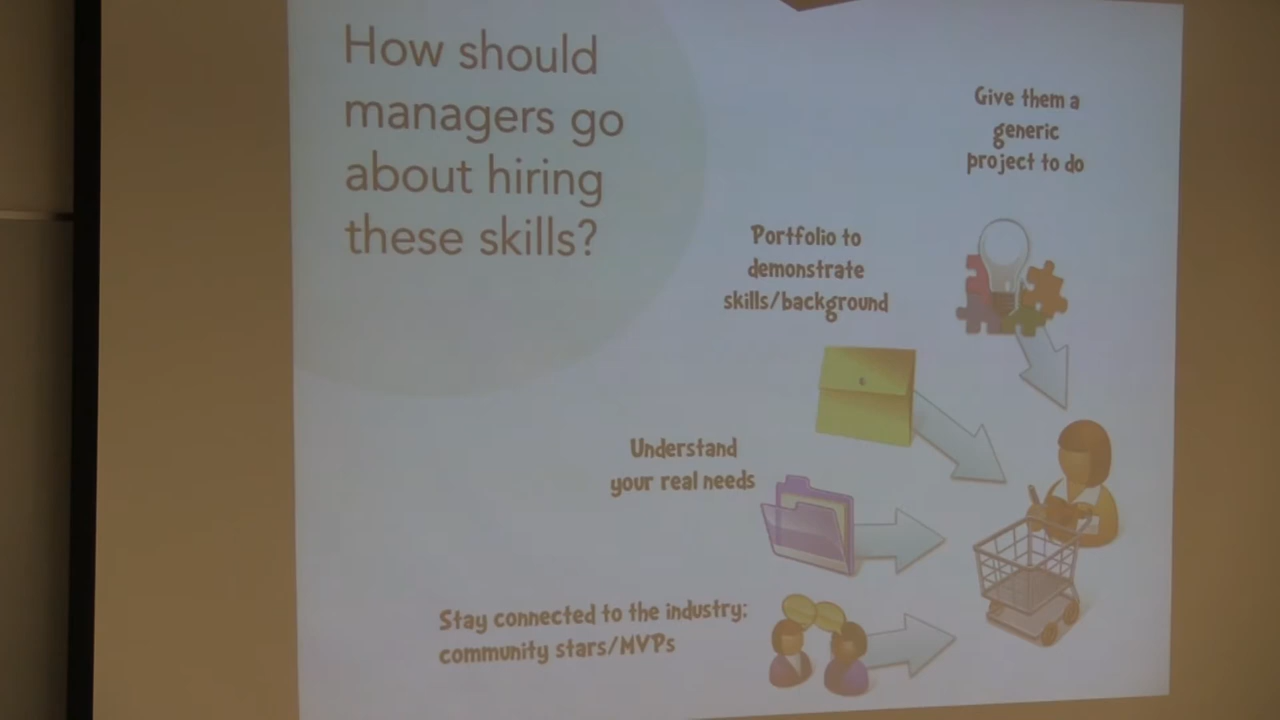 How should
managers go
about hiring
these skills?
Give them a
generic
project to do
Portfolio to
demonstrate
skills/background
Understand
your real needs
Stay connected to the industry:
community stars/MVPs